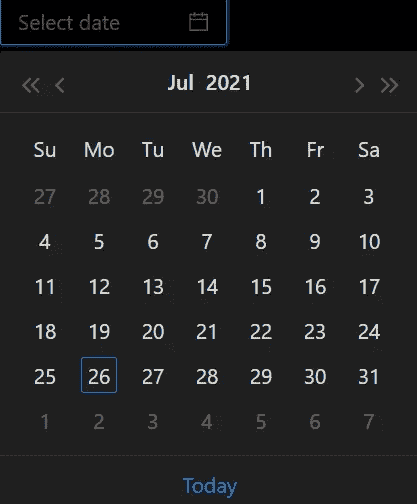 Select date
Jul 2021
Su Mo Tu We Th Fr Sa
27 28 29 30 1 2 3
4 5 6 7 8 9 10
11 12 13 14 15 16 17
18 19 20 21 22 23 24
25 26 27 28 29 30 31
1 2 3 4 5 6 7
Today